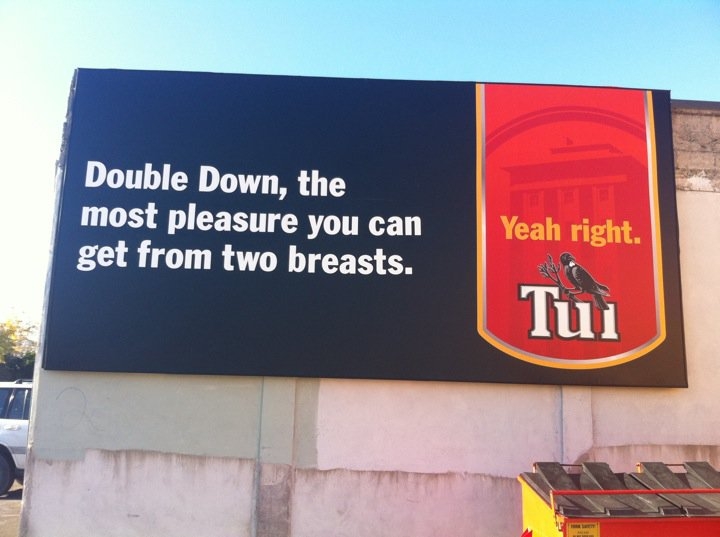 Double Down, the
most pleasure you can
get from two breasts.
Yeah right.
Tui